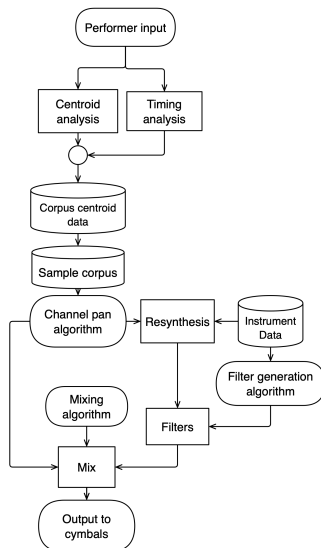 Performer input
Centroid
analysis
Timing
analysis
Corpus centroid
data
Sample corpus
Channel pan
algorithm
Resynthesis
Instrument
Data
Filter generation
algorithm
Mixing
algorithm
Filters
Mix
Output to
cymbals